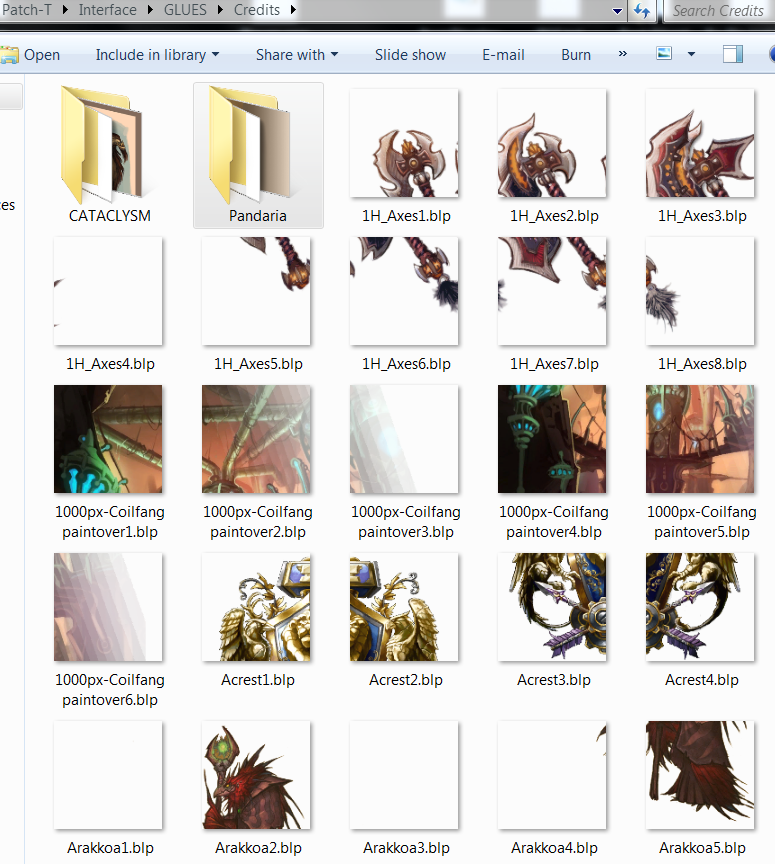 Patch-T Interface GLUES Credits Search Credits
Open Include in library Share with Slide show E-mail Burn »
CATACLYSM Pandaria 1H_Axes1.blp 1H_Axes2.blp 1H_Axes3.blp
ces
1H_Axes4.blp 1H_Axes5.blp 1H_Axes6.blp 1H_Axes7.blp 1H_Axes8.blp
1000px-Coilfang 1000px-Coilfang 1000px-Coilfang 1000px-Coilfang 1000px-Coilfang
paintover1.blp paintover2.blp paintover3.blp paintover4.blp paintover5.blp
1000px-Coilfang Acrest1.blp Acrest2.blp Acrest3.blp Acrest4.blp
paintover6.blp
Arakkoa1.blp Arakkoa2.blp Arakkoa3.blp Arakkoa4.blp Arakkoa5.blp